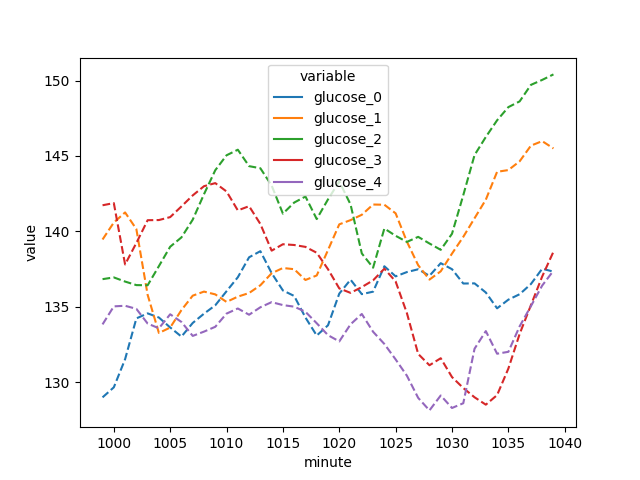 variable
glucose_0
glucose_1
glucose_2
glucose_3
glucose_4
150
145
140
135
130
value
1000 1005 1010 1015 1020 1025 1030 1035 1040
minute